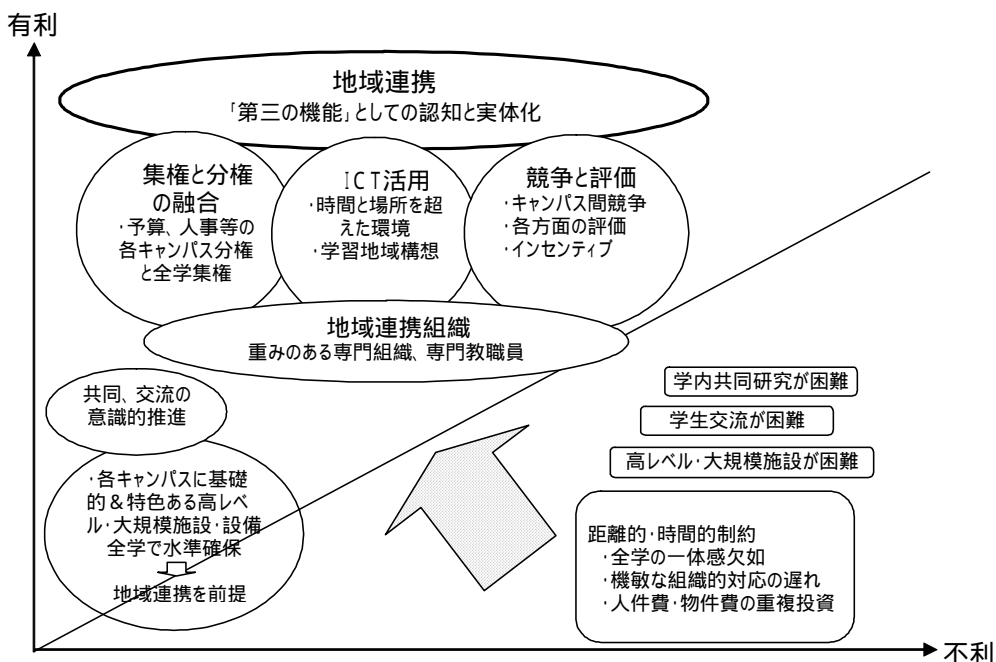 有利
地域連携
｢第三の機能｣としての認知と実体化
集権と分権
の融合
･予算、人事等の
各キャンパス分権
と全学集権
ICT活用
･時間と場所を超
えた環境
･学習地域構想
競争と評価
･キャンパス間競争
･各方面の評価
･インセンティブ
地域連携組織
重みのある専門組織、専門教職員
共同、交流の
意識的推進
･各キャンパスに基礎
的＆特色ある高レベ
ル･大規模施設･設備
全学で水準確保
地域連携を前提
学内共同研究が困難
学生交流が困難
高レベル･大規模施設が困難
距離的･時間的制約
･全学の一体感欠如
･機敏な組織的対応の遅れ
･人件費･物件費の重複投資
不利